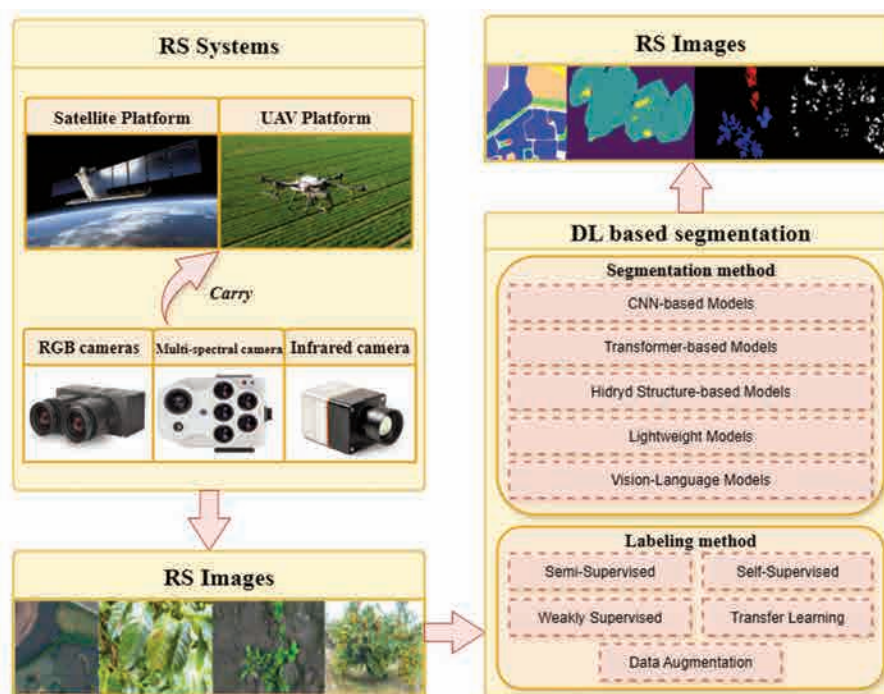 RS Systems
Satellite Platform
UAV Platform
Carry
RGB cameras
Multi-spectral camera
Infrared camera
RS Images
RS Images
DL based segmentation
Segmentation method
CNN-based Models
Transformer-based Models
Hidryd Structure-based Models
Lightweight Models
Vision-Language Models
Labeling method
Semi-Supervised
Self-Supervised
Weakly Supervised
Transfer Learning
Data Augmentation